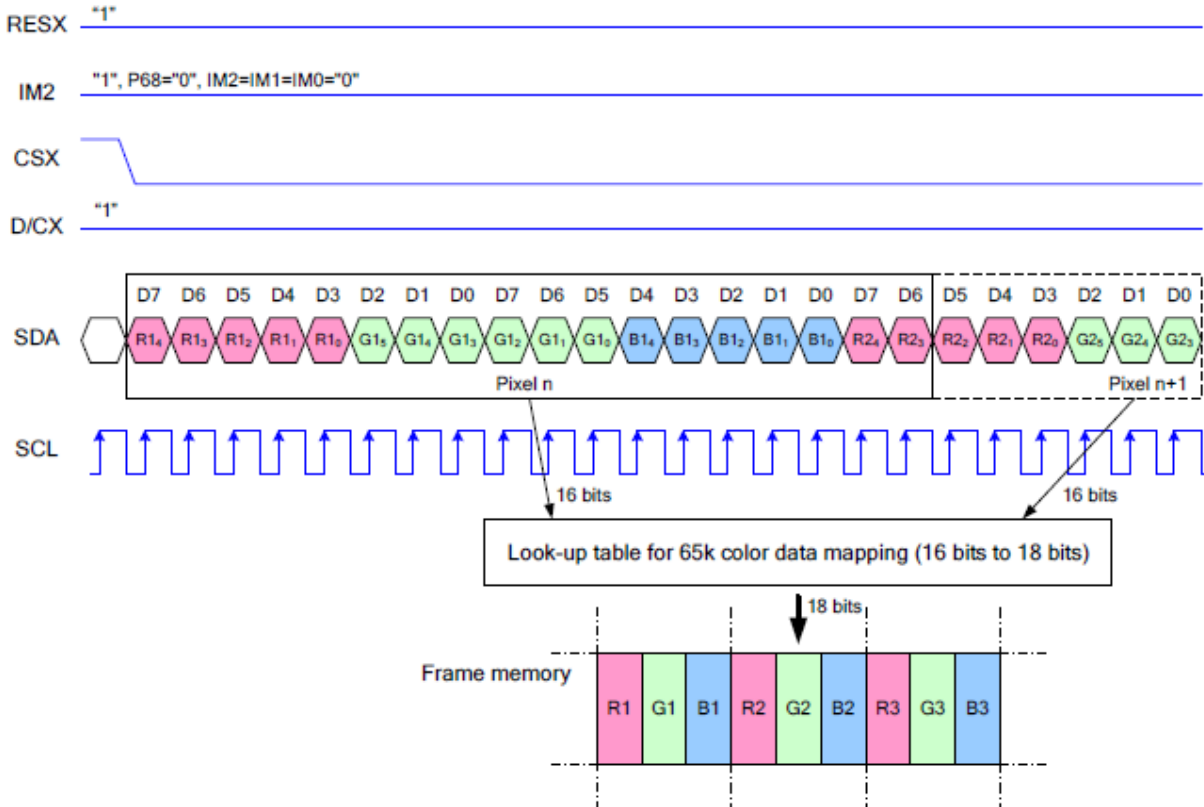 RESX "1"
IM2 "1", P68="0", IM2=IM1=IM0="0"
CSX
D/CX "1"
D7 D6 D5 D4 D3 D2 D1 D0 D7 D6 D5 D4 D3 D2 D1 D0 D7 D6 D5 D4 D3 D2 D1 D0
SDA R1₄ R1₃ R1₂ R1₁ R1₀ G1₅ G1₄ G1₃ G1₂ G1₁ G1₀ B1₄ B1₃ B1₂ B1₁ B1₀ R2₄ R2₃ R2₂ R2₁ R2₀ G2₅ G2₄ G2₃
Pixel n Pixel n+1
SCL
16 bits 16 bits
Look-up table for 65k color data mapping (16 bits to 18 bits)
18 bits
Frame memory
R1 G1 B1 R2 G2 B2 R3 G3 B3